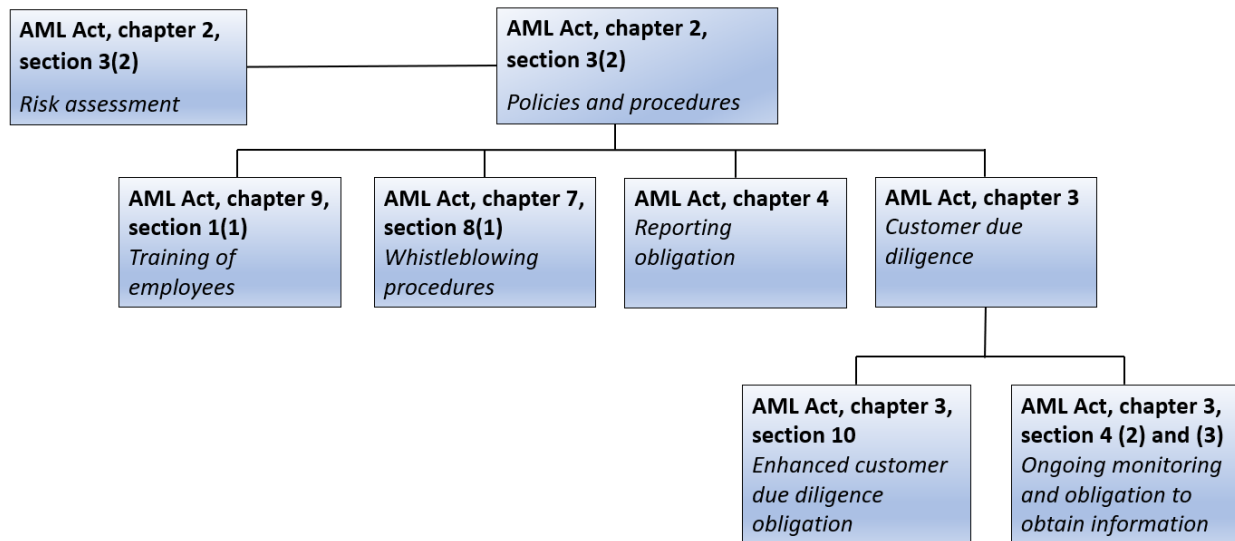 AML Act, chapter 2,
section 3(2)
Risk assessment
AML Act, chapter 2,
section 3(2)
Policies and procedures
AML Act, chapter 9,
section 1(1)
Training of
employees
AML Act, chapter 7,
section 8(1)
Whistleblowing
procedures
AML Act, chapter 4
Reporting
obligation
AML Act, chapter 3
Customer due
diligence
AML Act, chapter 3,
section 10
Enhanced customer
due diligence
obligation
AML Act, chapter 3,
section 4 (2) and (3)
Ongoing monitoring
and obligation to
obtain information